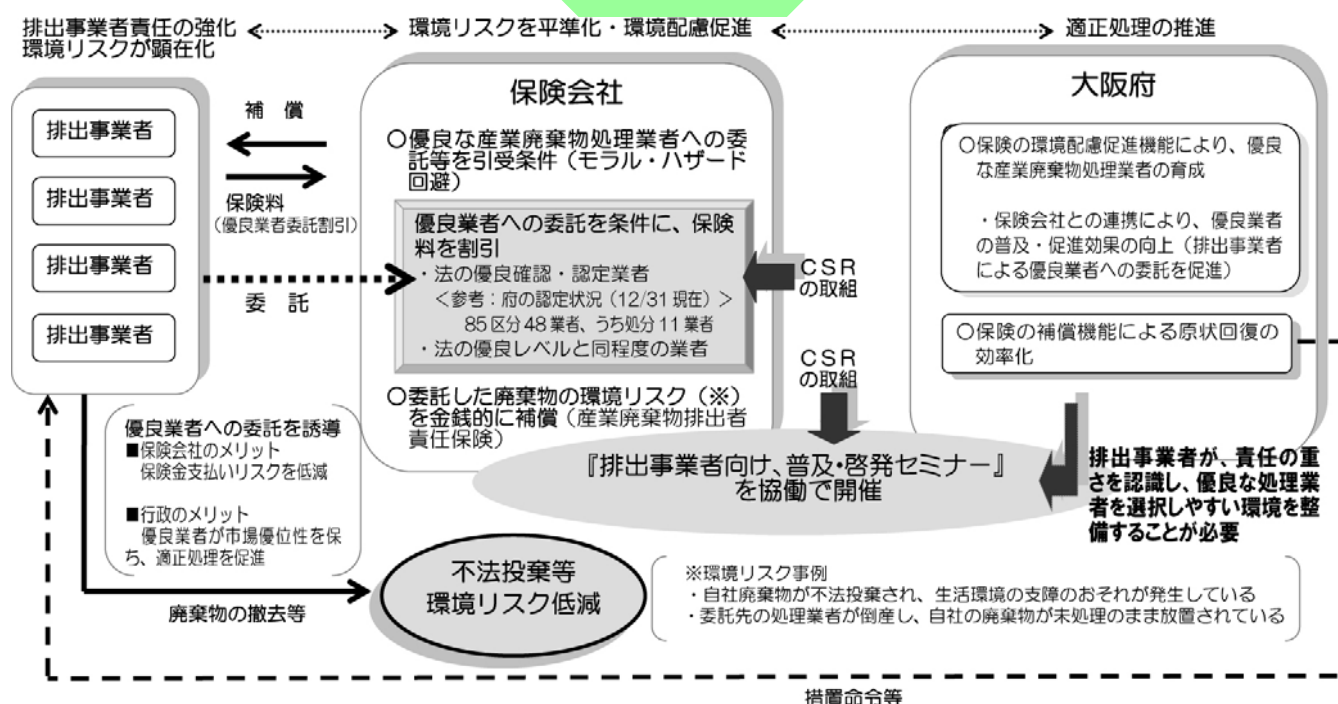 排出事業者責任の強化
環境リスクが顕在化
環境リスクを平準化・環境配慮促進
適正処理の推進
排出事業者
排出事業者
排出事業者
排出事業者
補 償
保険料
（優良業者委託割引）
委 託
保険会社
〇優良な産業廃棄物処理業者への委
託等を引受条件（モラル・ハザード
回避）
優良業者への委託を条件に、保険
料を割引
・法の優良確認・認定業者
＜参考：府の認定状況（12/31 現在）＞
85区分48業者、うち処分11業者
・法の優良レベルと同程度の業者
〇委託した廃棄物の環境リスク（※）
を金銭的に補償（産業廃棄物排出者
責任保険）
CSR
の取組
CSR
の取組
大阪府
〇保険の環境配慮促進機能により、優良
な産業廃棄物処理業者の育成
・保険会社との連携により、優良業者
の普及・促進効果の向上（排出事業者
による優良業者への委託を促進）
〇保険の補償機能による原状回復の
効率化
優良業者への委託を誘導
■保険会社のメリット
保険金支払いリスクを低減
■行政のメリット
優良業者が市場優位性を保
ち、適正処理を促進
『排出事業者向け、普及・啓発セミナー』
を協働で開催
排出事業者が、責任の重
さを認識し、優良な処理業
者を選択しやすい環境を整
備することが必要
廃棄物の撤去等
不法投棄等
環境リスク低減
※環境リスク事例
・自社廃棄物が不法投棄され、生活環境の支障のおそれが発生している
・委託先の処理業者が倒産し、自社の廃棄物が未処理のまま放置されている
措置命令等